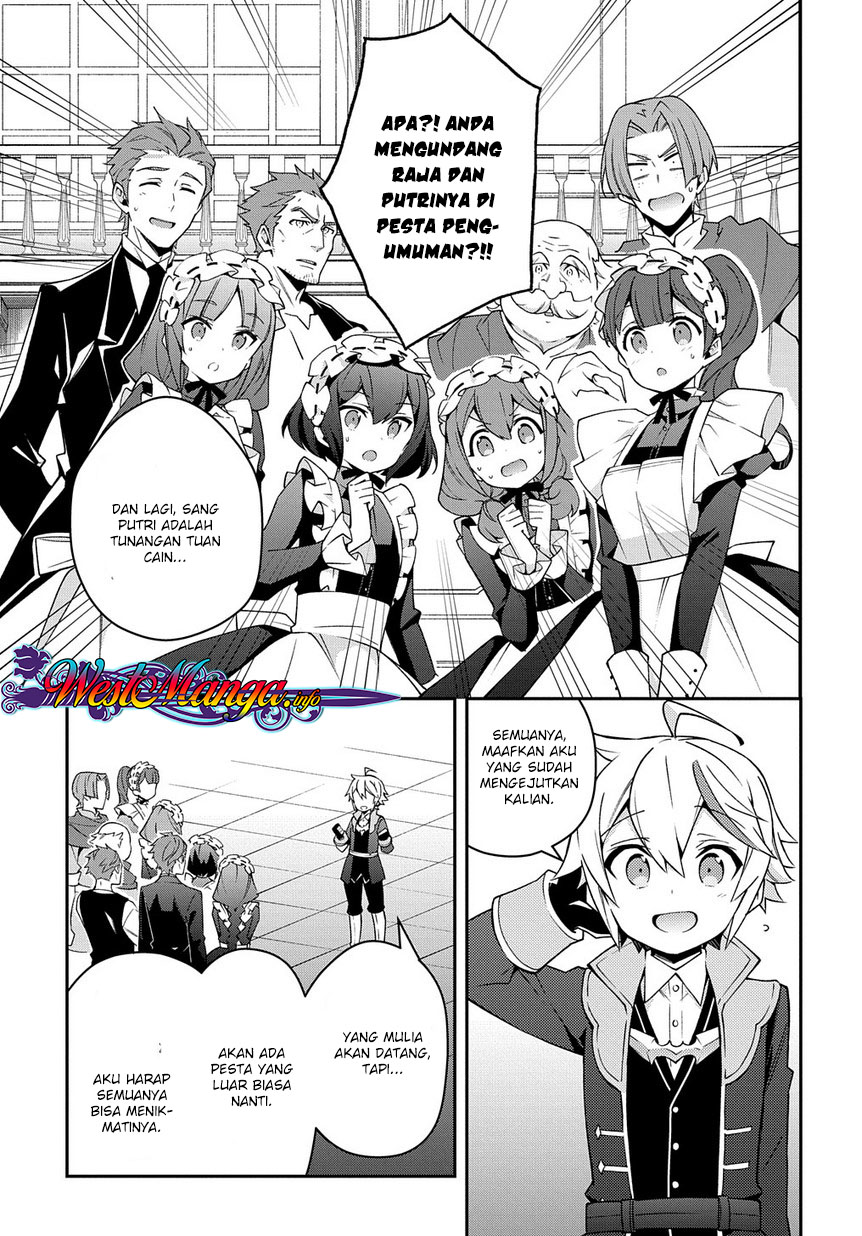 APA?! ANDA
MENGUNDANG
RAJA DAN
PUTRINYA DI
PESTA PENG-
UMUMAN?!!
DAN LAGI, SANG
PUTRI ADALAH
TUNANGAN TUAN
CAIN...
WestManga.info
SEMUANYA,
MAAFKAN AKU
YANG SUDAH
MENGEJUTKAN
KALIAN.
YANG MULIA
AKAN DATANG,
TAPI...
AKAN ADA
PESTA YANG
LUAR BIASA
NANTI.
AKU HARAP
SEMUANYA
BISA MENIK-
MATINYA.